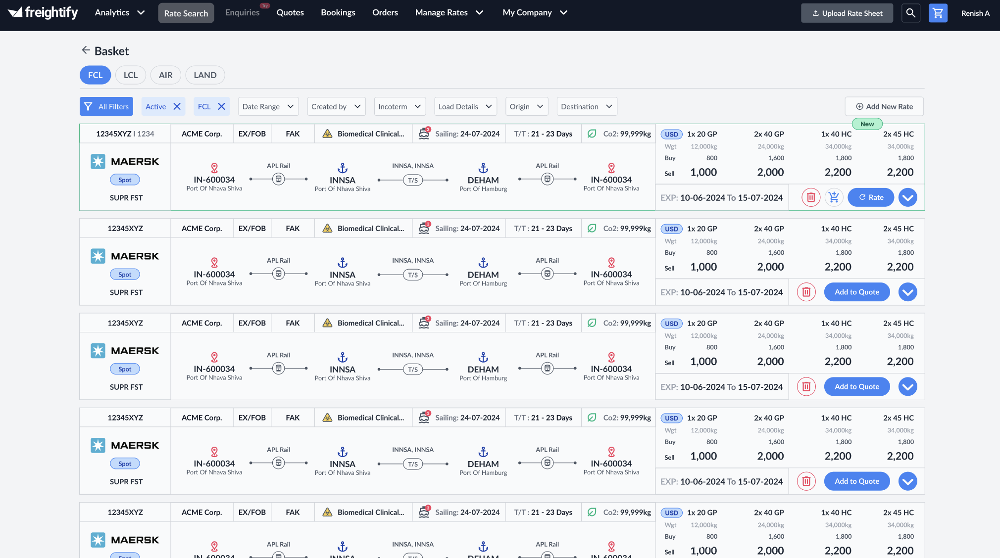 freightify Analytics Rate Search Enquiries Try Quotes Bookings Orders Manage Rates My Company Upload Rate Sheet Renish A
Basket
FCL LCL AIR LAND
All Filters Active FCL Date Range Created by Incoterm Load Details Origin Destination Add New Rate
New
12345XYZ I 1234 ACME Corp. EX/FOB FAK Biomedical Clinical... 3 Sailing: 24-07-2024 T/T : 21 - 23 Days Co2: 99,999kg USD 1x 20 GP 2x 40 GP 1x 40 HC 2x 45 HC
Wgt 12,000kg 24,000kg 34,000kg 34,000kg
MAERSK Buy 800 1,600 1,800 1,800
APL Rail INNSA, INNSA APL Rail
Sell 1,000 2,000 2,200 2,200
Spot IN-600034 INNSA T/S DEHAM IN-600034
Port Of Nhava Shiva Port Of Nhava Shiva Port Of Hamburg Port Of Nhava Shiva
SUPR FST EXP: 10-06-2024 To 15-07-2024 Rate
12345XYZ ACME Corp. EX/FOB FAK Biomedical Clinical... 3 Sailing: 24-07-2024 T/T : 21 - 23 Days Co2: 99,999kg USD 1x 20 GP 2x 40 GP 1x 40 HC 2x 45 HC
Wgt 12,000kg 24,000kg 34,000kg 34,000kg
MAERSK Buy 800 1,600 1,800 1,800
APL Rail INNSA, INNSA APL Rail
Sell 1,000 2,000 2,200 2,200
Spot IN-600034 INNSA T/S DEHAM IN-600034
Port Of Nhava Shiva Port Of Nhava Shiva Port Of Hamburg Port Of Nhava Shiva
SUPR FST EXP: 10-06-2024 To 15-07-2024 Add to Quote
12345XYZ ACME Corp. EX/FOB FAK Biomedical Clinical... 3 Sailing: 24-07-2024 T/T : 21 - 23 Days Co2: 99,999kg USD 1x 20 GP 2x 40 GP 1x 40 HC 2x 45 HC
Wgt 12,000kg 24,000kg 34,000kg 34,000kg
MAERSK Buy 800 1,600 1,800 1,800
APL Rail INNSA, INNSA APL Rail
Sell 1,000 2,000 2,200 2,200
Spot IN-600034 INNSA T/S DEHAM IN-600034
Port Of Nhava Shiva Port Of Nhava Shiva Port Of Hamburg Port Of Nhava Shiva
SUPR FST EXP: 10-06-2024 To 15-07-2024 Add to Quote
12345XYZ ACME Corp. EX/FOB FAK Biomedical Clinical... 3 Sailing: 24-07-2024 T/T : 21 - 23 Days Co2: 99,999kg USD 1x 20 GP 2x 40 GP 1x 40 HC 2x 45 HC
Wgt 12,000kg 24,000kg 34,000kg 34,000kg
MAERSK Buy 800 1,600 1,800 1,800
APL Rail INNSA, INNSA APL Rail
Sell 1,000 2,000 2,200 2,200
Spot IN-600034 INNSA T/S DEHAM IN-600034
Port Of Nhava Shiva Port Of Nhava Shiva Port Of Hamburg Port Of Nhava Shiva
SUPR FST EXP: 10-06-2024 To 15-07-2024 Add to Quote
12345XYZ ACME Corp. EX/FOB FAK Biomedical Clinical... 3 Sailing: 24-07-2024 T/T : 21 - 23 Days Co2: 99,999kg USD 1x 20 GP 2x 40 GP 1x 40 HC 2x 45 HC
Wgt 12,000kg 24,000kg 34,000kg 34,000kg
MAERSK Buy 800 1,600 1,800 1,800
APL Rail INNSA, INNSA APL Rail
Sell 1,000 2,000 2,200 2,200